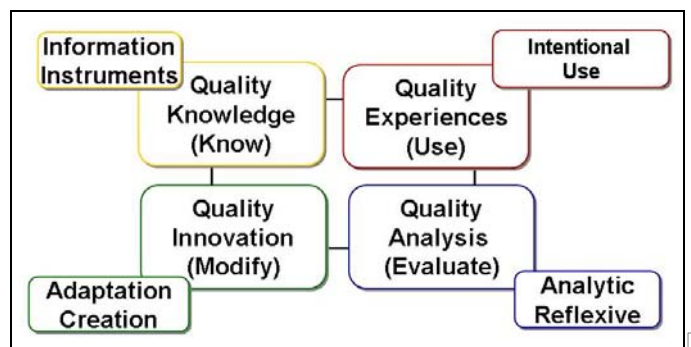 Information
Instruments
Quality
Knowledge
(Know)
Intentional
Use
Quality
Experiences
(Use)
Quality
Innovation
(Modify)
Adaptation
Creation
Quality
Analysis
(Evaluate)
Analytic
Reflexive